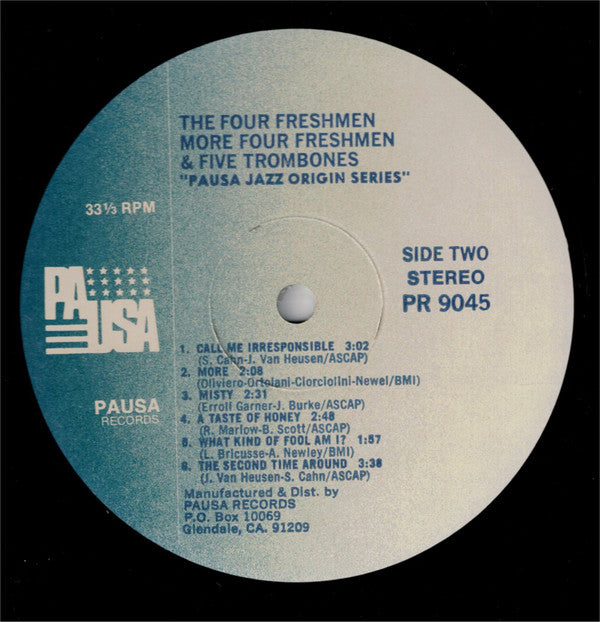 THE FOUR FRESHMEN
MORE FOUR FRESHMEN
& FIVE TROMBONES
"PAUSA JAZZ ORIGIN SERIES"
33⅓ RPM
SIDE TWO
STEREO
PR 9045
PAUSA
PAUSA
RECORDS
1. CALL ME IRRESPONSIBLE 3:02
(S. Cahn-J. Van Heusen/ASCAP)
2. MORE 2:08
(Oliviero-Ortolani-Ciorciolini-Newel/BMI)
3. MISTY 2:31
(Erroll Garner-J. Burke/ASCAP)
4. A TASTE OF HONEY 2:48
(R. Marlow-B. Scott/ASCAP)
5. WHAT KIND OF FOOL AM I? 1:57
(L. Bricusse-A. Newley/BMI)
6. THE SECOND TIME AROUND 3:38
(J. Van Heusen-S. Cahn/ASCAP)
Manufactured & Dist. by
PAUSA RECORDS
P.O. Box 10069
Glendale, CA. 91209